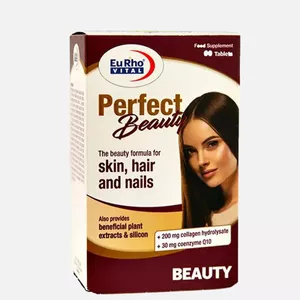 Food Supplement
Tablets
EuRho
VITAL
Perfect
Beauty
The beauty formula for
skin, hair
and nails
Also provides
beneficial plant
extracts & silicon
+ 200 mg collagen hydrolysate
+ 30 mg coenzyme Q10
BEAUTY